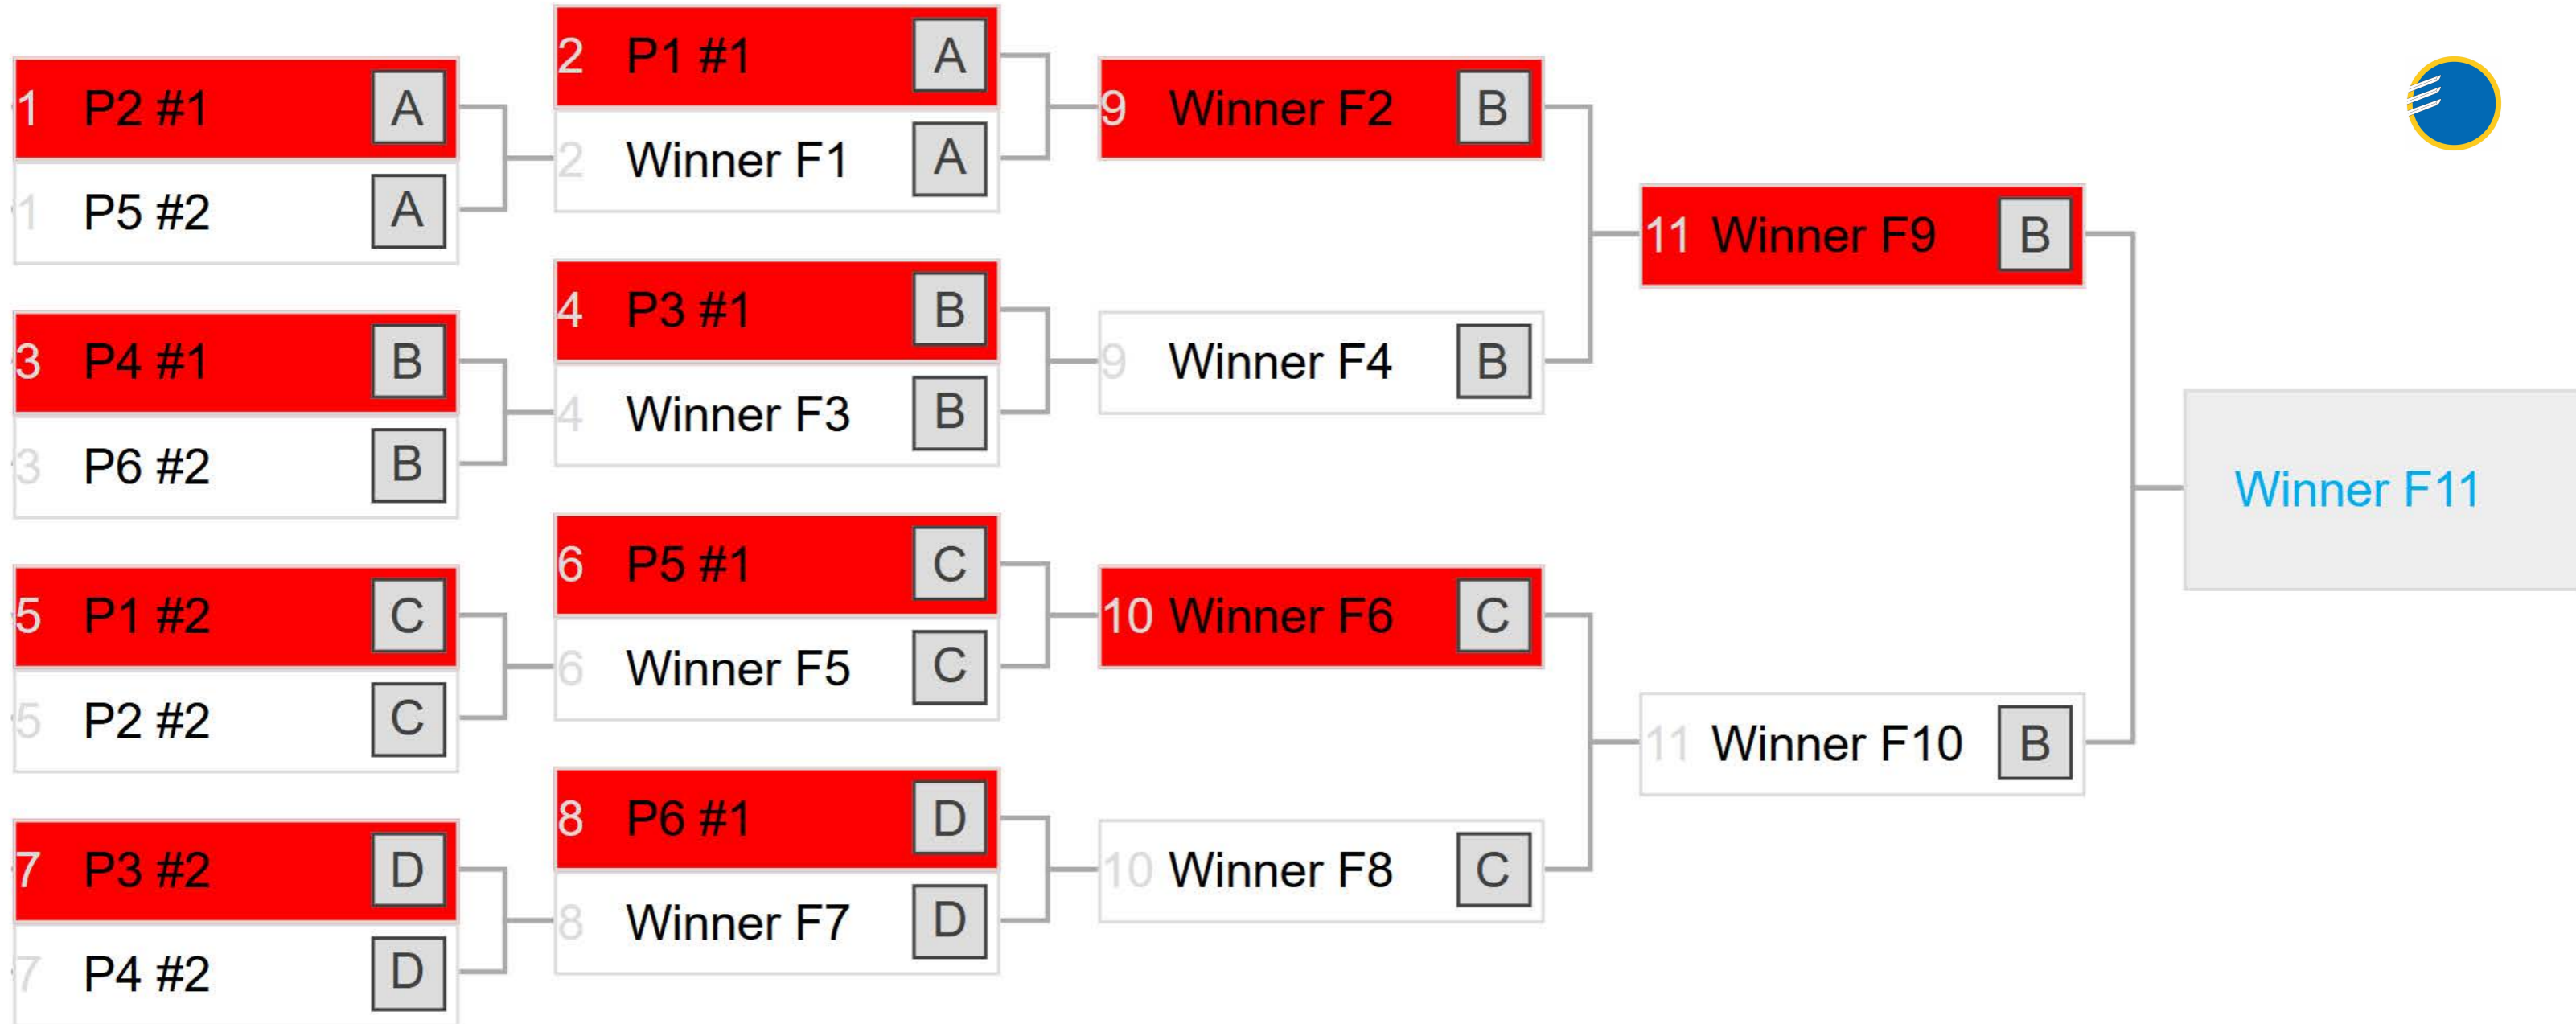 1 P2 #1 A
1 P5 #2 A
3 P4 #1 B
3 P6 #2 B
5 P1 #2 C
5 P2 #2 C
7 P3 #2 D
7 P4 #2 D
2 P1 #1 A
2 Winner F1 A
4 P3 #1 B
4 Winner F3 B
6 P5 #1 C
6 Winner F5 C
8 P6 #1 D
8 Winner F7 D
9 Winner F2 B
9 Winner F4 B
10 Winner F6 C
10 Winner F8 C
11 Winner F9 B
11 Winner F10 B
Winner F11